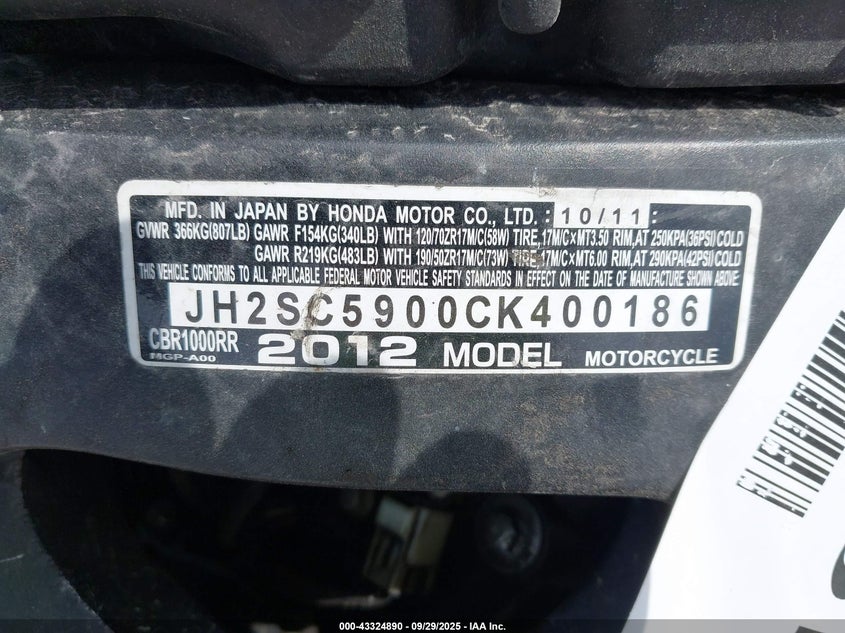 MFD. IN JAPAN BY HONDA MOTOR CO., LTD. : 10/11 :
GVWR 366KG(807LB) GAWR F154KG(340LB) WITH 120/70ZR17M/C(58W) TIRE,17M/C×MT3.50 RIM,AT 250KPA(36PSI)COLD
GAWR R219KG(483LB) WITH 190/50ZR17M/C(73W) TIRE,17M/C×MT6.00 RIM,AT 290KPA(42PSI)COLD
THIS VEHICLE CONFORMS TO ALL APPLICABLE FEDERAL MOTOR VEHICLE SAFETY STANDARDS IN EFFECT ON THE DATE OF MANUFACTURE SHOWN ABOVE.
JH2SC5900CK400186
CBR1000RR 2012 MODEL MOTORCYCLE
MGP-A00
000-43324890 - 09/29/2025 - IAA Inc.